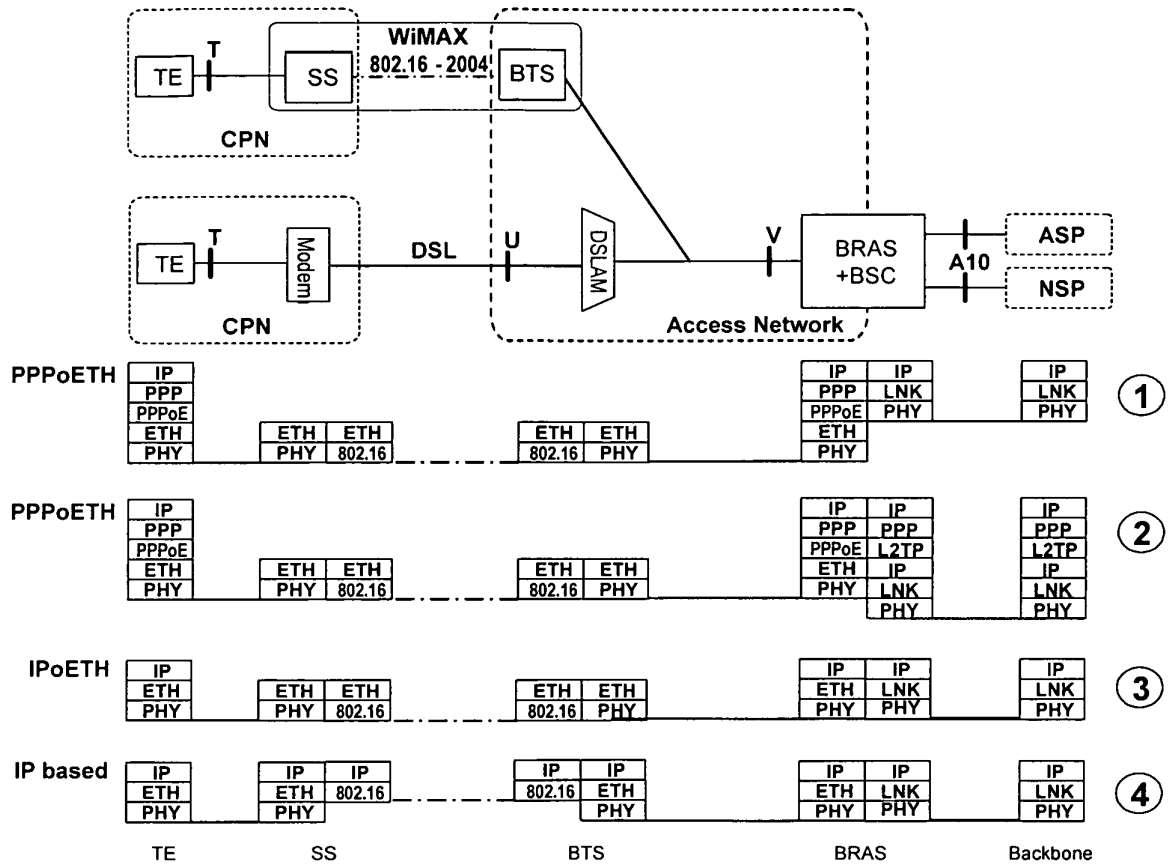 WiMAX
802.16 - 2004
TE
T
SS
BTS
CPN
TE
T
Modem
DSL
U
DSLAM
V
BRAS
+BSC
A10
ASP
NSP
CPN
Access Network
PPPoETH
IP
PPP
PPPoE
ETH
PHY
ETH ETH
PHY 802.16
ETH ETH
802.16 PHY
IP IP
PPP LNK
PPPoE PHY
ETH
PHY
IP
LNK
PHY
1
PPPoETH
IP
PPP
PPPoE
ETH
PHY
ETH ETH
PHY 802.16
ETH ETH
802.16 PHY
IP IP
PPP PPP
PPPoE L2TP
ETH IP
PHY LNK
PHY
IP
PPP
L2TP
IP
LNK
PHY
2
IPoETH
IP
ETH
PHY
ETH ETH
PHY 802.16
ETH ETH
802.16 PHY
IP IP
ETH LNK
PHY PHY
IP
LNK
PHY
3
IP based
IP
ETH
PHY
IP IP
ETH 802.16
PHY
IP IP
802.16 ETH
PHY
IP IP
ETH LNK
PHY PHY
IP
LNK
PHY
4
TE SS BTS BRAS Backbone